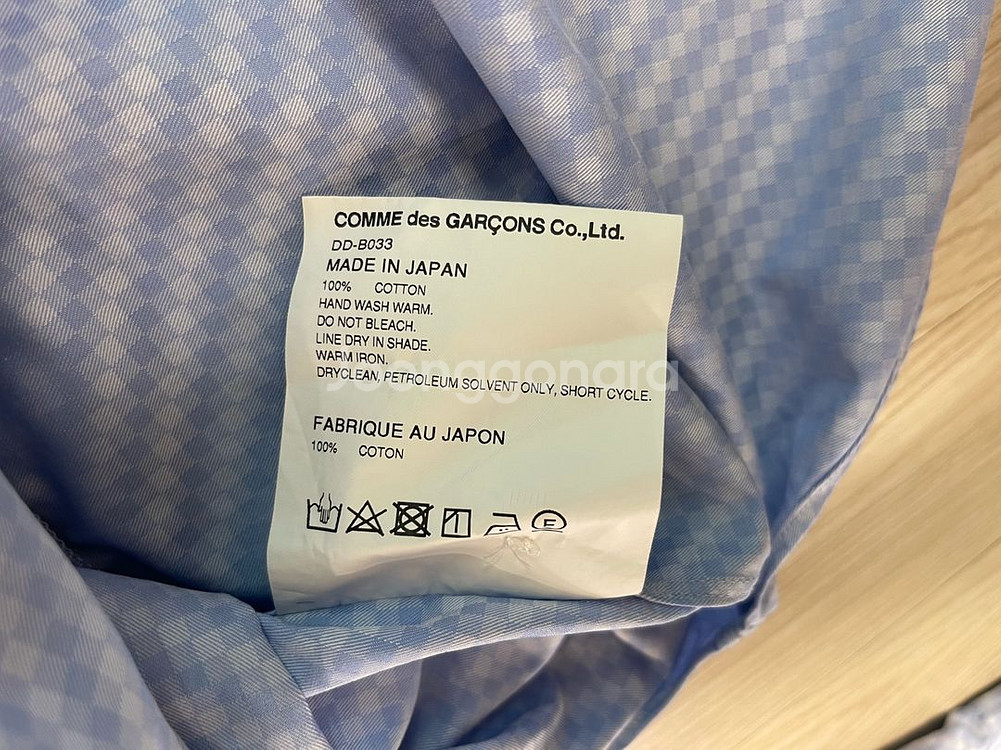 COMME des GARÇONS Co.,Ltd.
DD-B033
MADE IN JAPAN
100% COTTON
HAND WASH WARM.
DO NOT BLEACH.
LINE DRY IN SHADE.
WARM IRON.
DRYCLEAN, PETROLEUM SOLVENT ONLY, SHORT CYCLE.
joonggongara
FABRIQUE AU JAPON
100% COTON
F